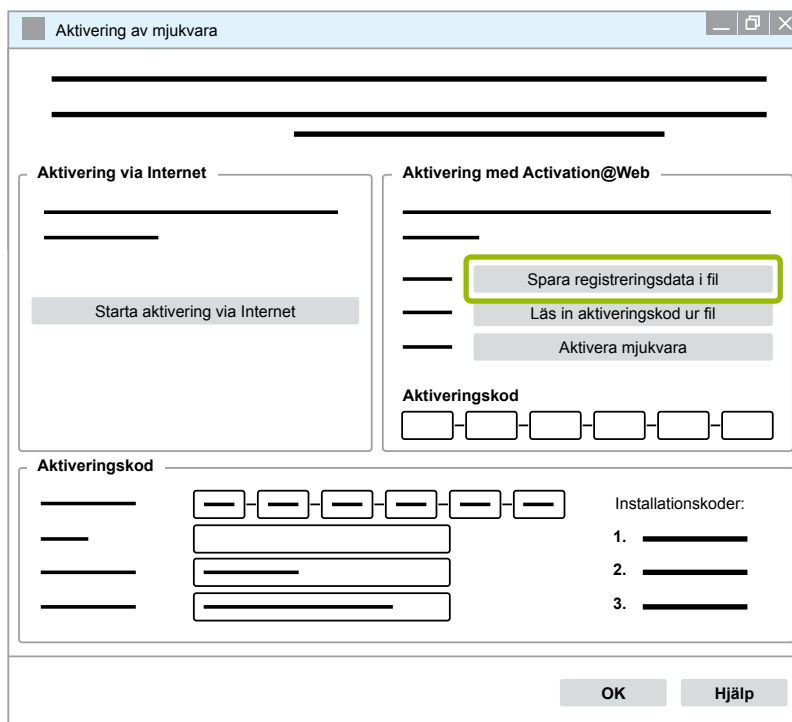 Aktivering av mjukvara
Aktivering via Internet
Starta aktivering via Internet
Aktivering med Activation@Web
Spara registreringsdata i fil
Läs in aktiveringskod ur fil
Aktivera mjukvara
Aktiveringskod
Aktiveringskod
Installationskoder:
1.
2.
3.
OK
Hjälp